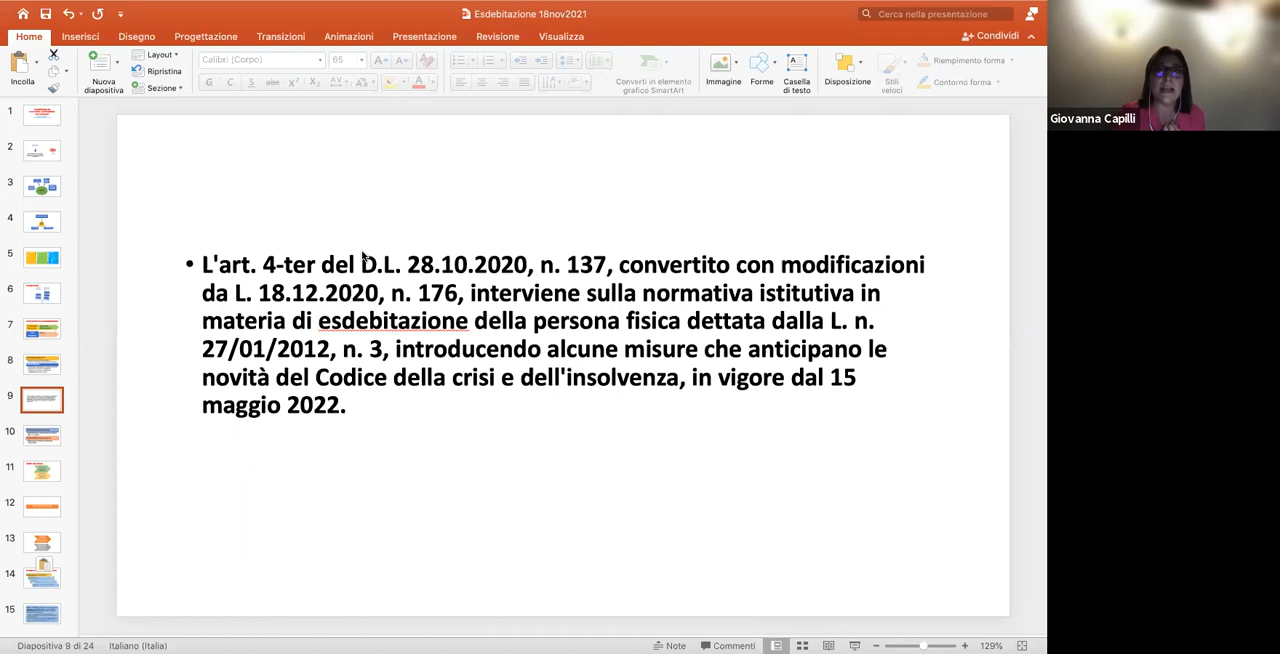 Esdebitazione 18nov2021
Cerca nella presentazione
Home Inserisci Disegno Progettazione Transizioni Animazioni Presentazione Revisione Visualizza
Condividi
Incolla
Nuova diapositiva
Layout
Ripristina
Sezione
Calibri (Corpo) 65
G C S abc X² X₂ AV Aa
Converti in elemento grafico SmartArt
Immagine Forme Casella di testo
Disposizione Stili veloci
Riempimento forma
Contorno forma
Giovanna Capilli
1
2
3
4
5
6
7
8
9
10
11
12
13
14
15
• L'art. 4-ter del D.L. 28.10.2020, n. 137, convertito con modificazioni
da L. 18.12.2020, n. 176, interviene sulla normativa istitutiva in
materia di esdebitazione della persona fisica dettata dalla L. n.
27/01/2012, n. 3, introducendo alcune misure che anticipano le
novità del Codice della crisi e dell'insolvenza, in vigore dal 15
maggio 2022.
Diapositiva 9 di 24 Italiano (Italia) Note Commenti 129%